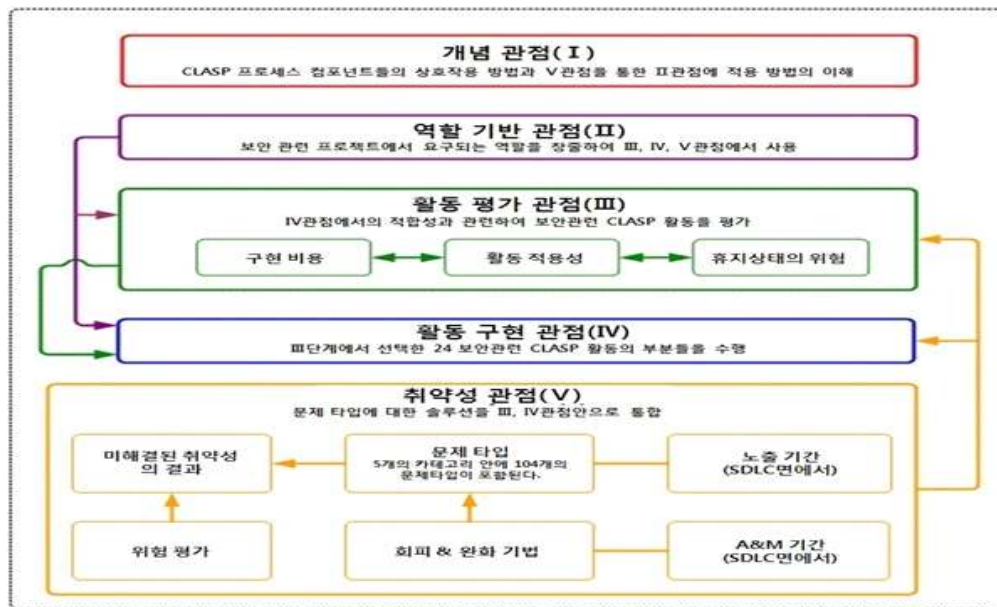 개념 관점(Ⅰ)
CLASP 프로세스 컴포넌트들의 상호작용 방법과 Ⅴ관점을 통한 Ⅱ관점에 적용 방법의 이해
역할 기반 관점(Ⅱ)
보안 관련 프로젝트에서 요구되는 역할을 창출하여 Ⅲ, Ⅳ, Ⅴ관점에서 사용
활동 평가 관점(Ⅲ)
Ⅳ관점에서의 적합성과 관련하여 보안관련 CLASP 활동을 평가
구현 비용
활동 적용성
휴지상태의 위험
활동 구현 관점(Ⅳ)
Ⅲ단계에서 선택한 24 보안관련 CLASP 활동의 부분들을 수행
취약성 관점(Ⅴ)
문제 타입에 대한 솔루션을 Ⅲ, Ⅳ관점안으로 통합
미해결된 취약성
의 결과
문제 타입
5개의 카테고리 안에 104개의
문제타입이 포함된다.
노출 기간
(SDLC면에서)
위험 평가
회피 & 완화 기법
A&M 기간
(SDLC면에서)